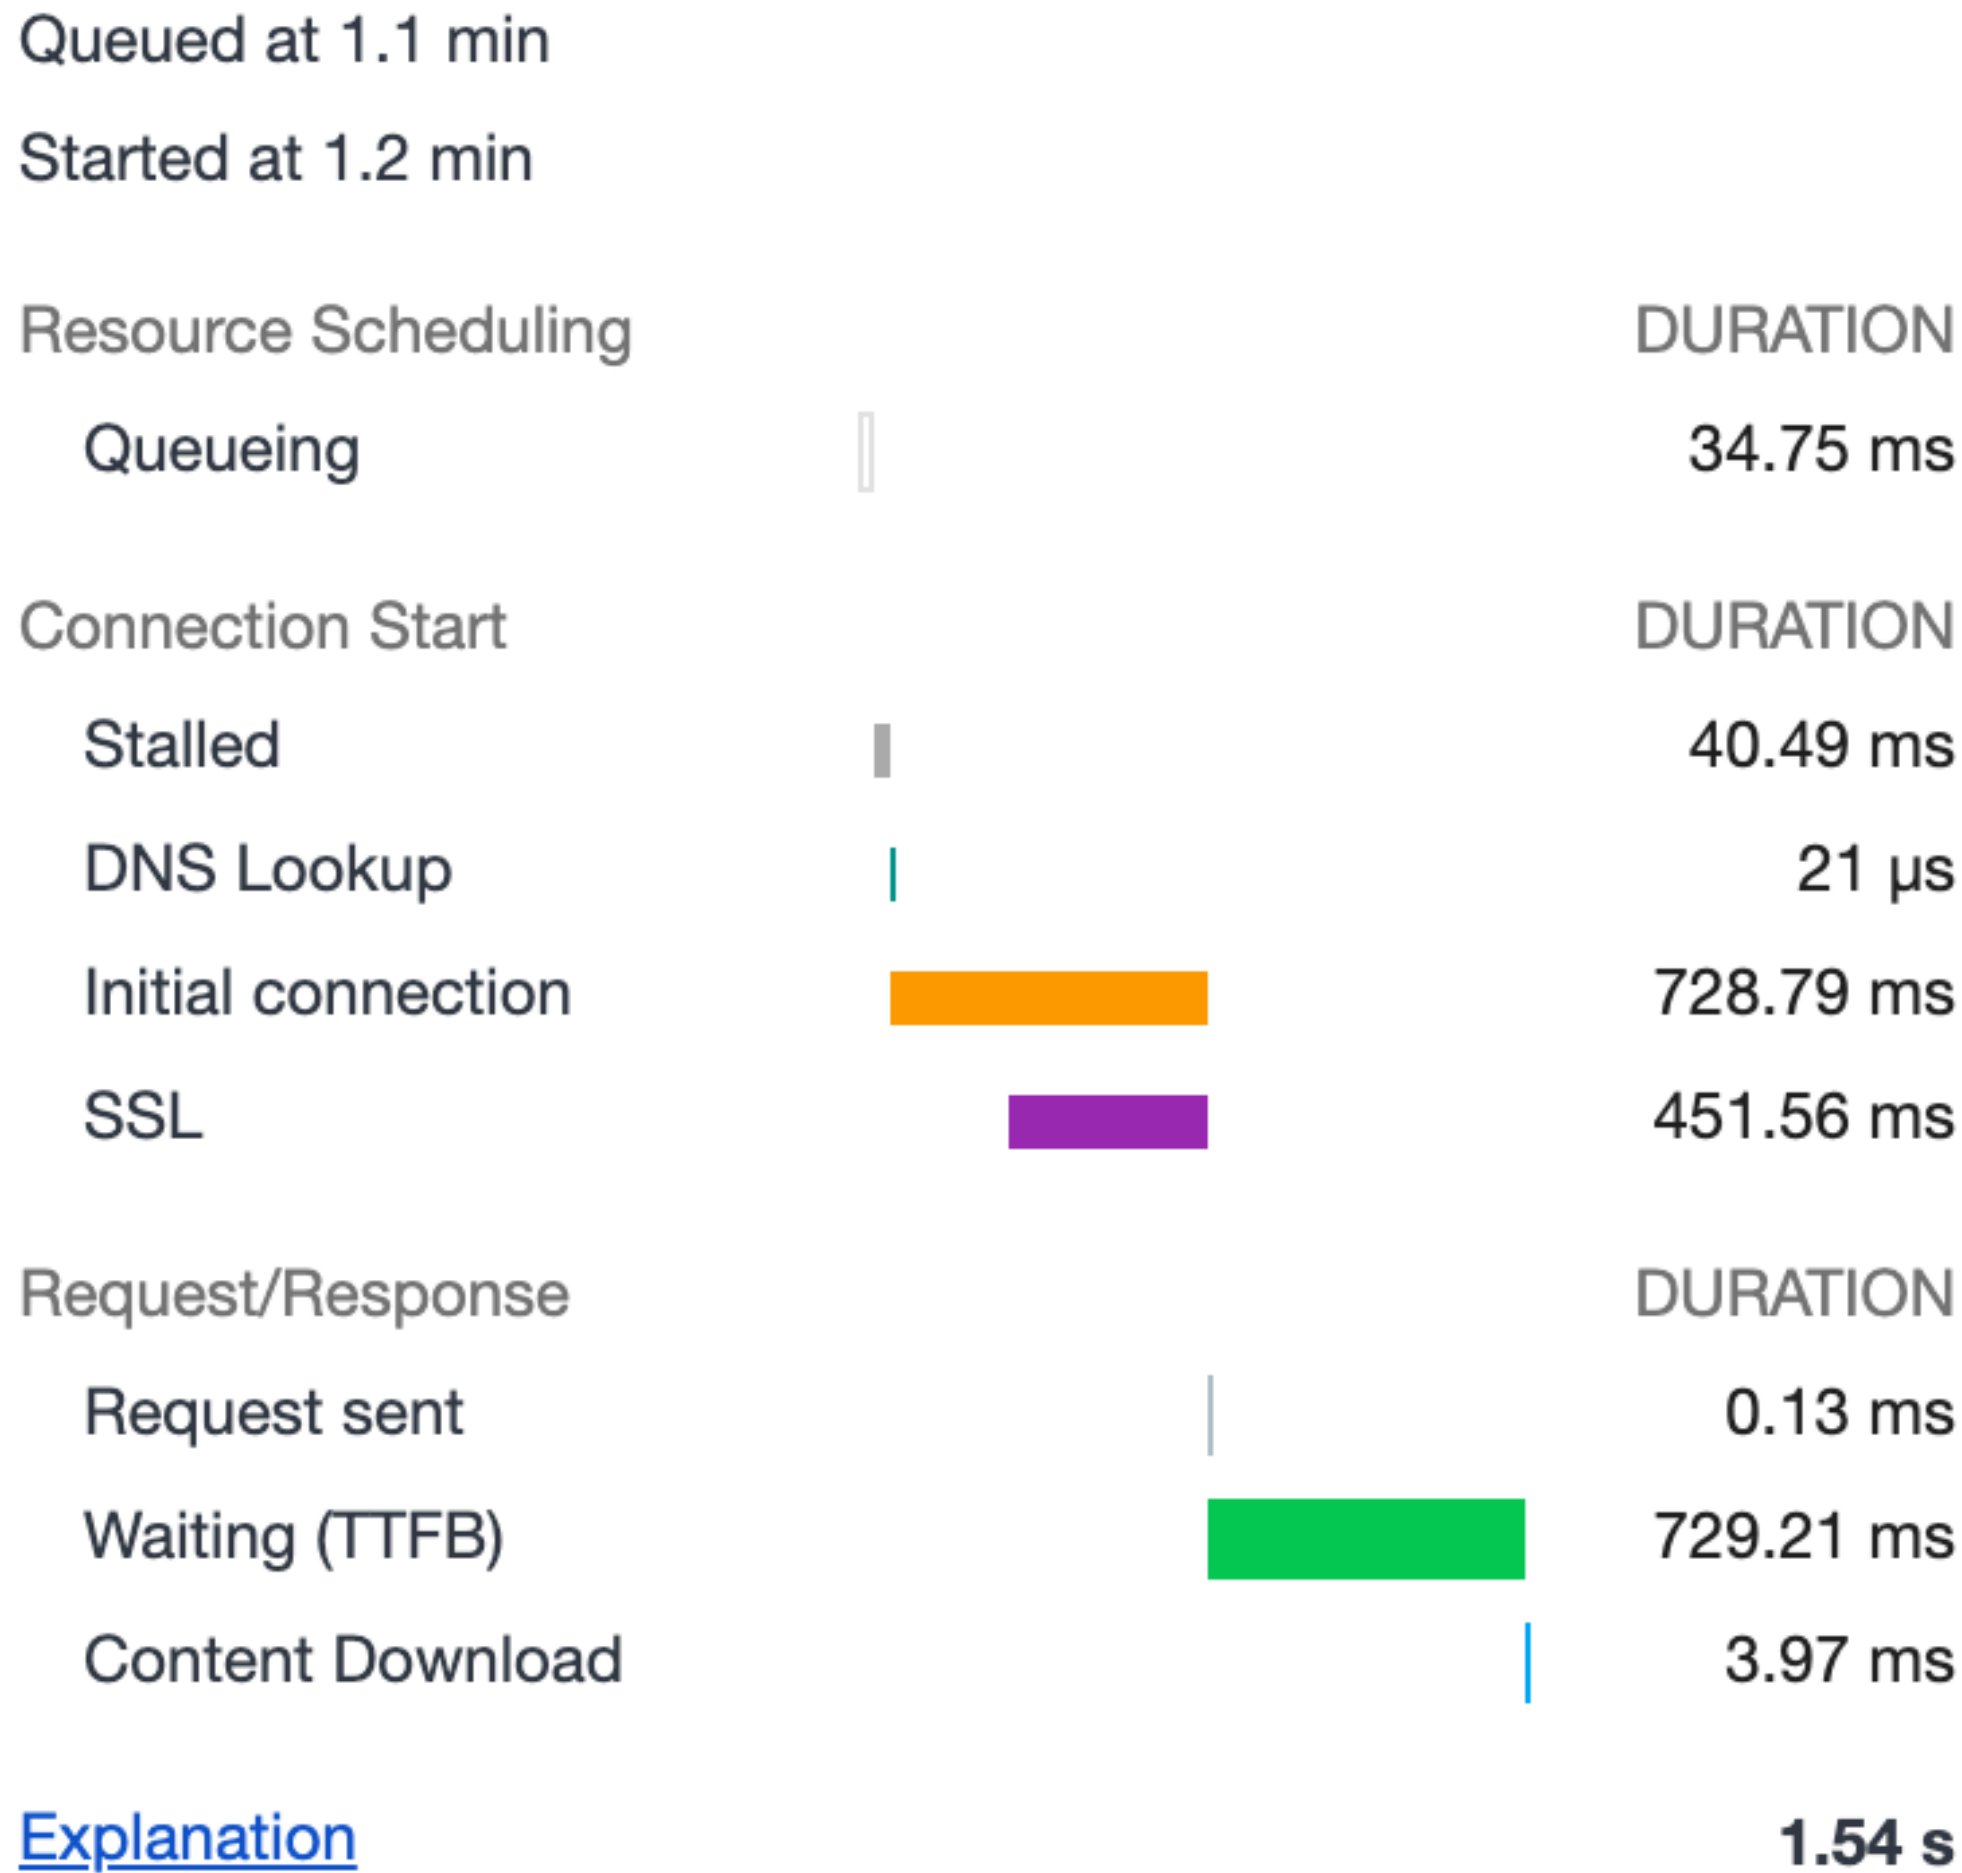 Queued at 1.1 min
Started at 1.2 min
Resource Scheduling DURATION
Queueing 34.75 ms
Connection Start DURATION
Stalled 40.49 ms
DNS Lookup 21 μs
Initial connection 728.79 ms
SSL 451.56 ms
Request/Response DURATION
Request sent 0.13 ms
Waiting (TTFB) 729.21 ms
Content Download 3.97 ms
Explanation 1.54 s